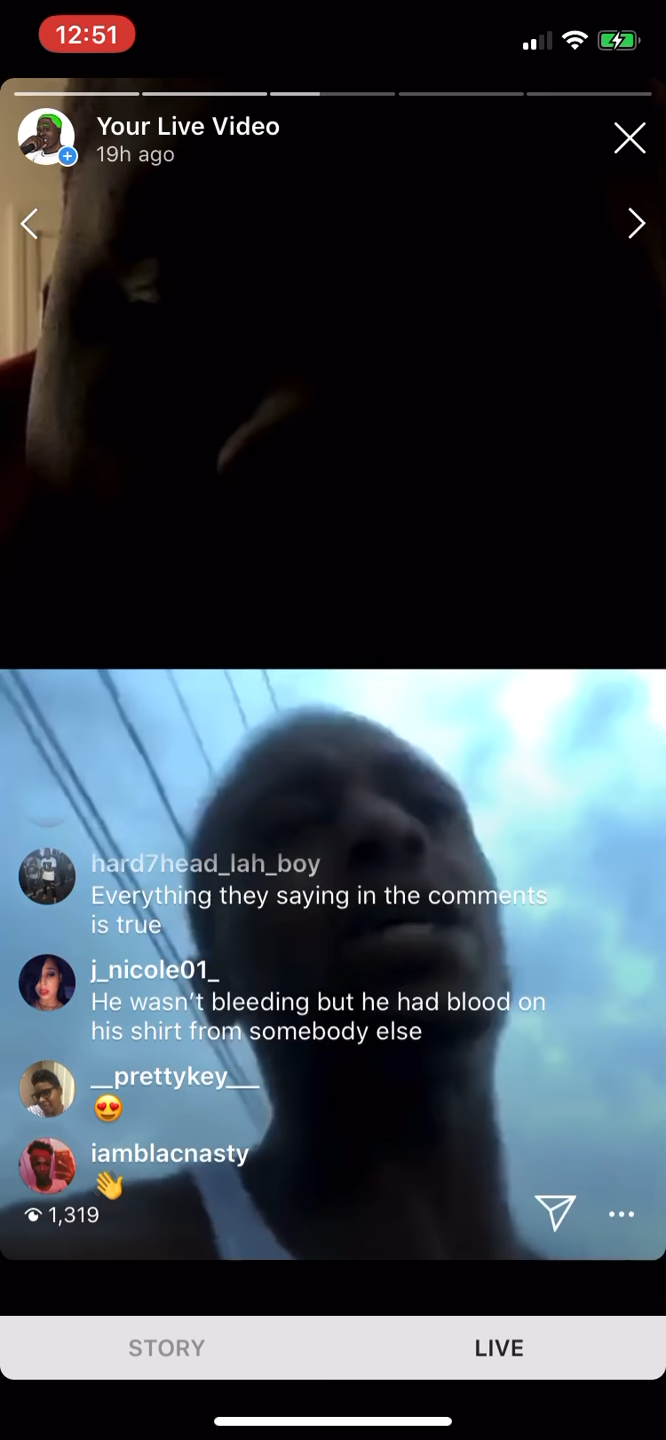 12:51
Your Live Video
19h ago
hard7head_lah_boy
Everything they saying in the comments
is true
j_nicole01_
He wasn't bleeding but he had blood on
his shirt from somebody else
__prettykey___
😍
iamblacnasty
👋
1,319
STORY
LIVE